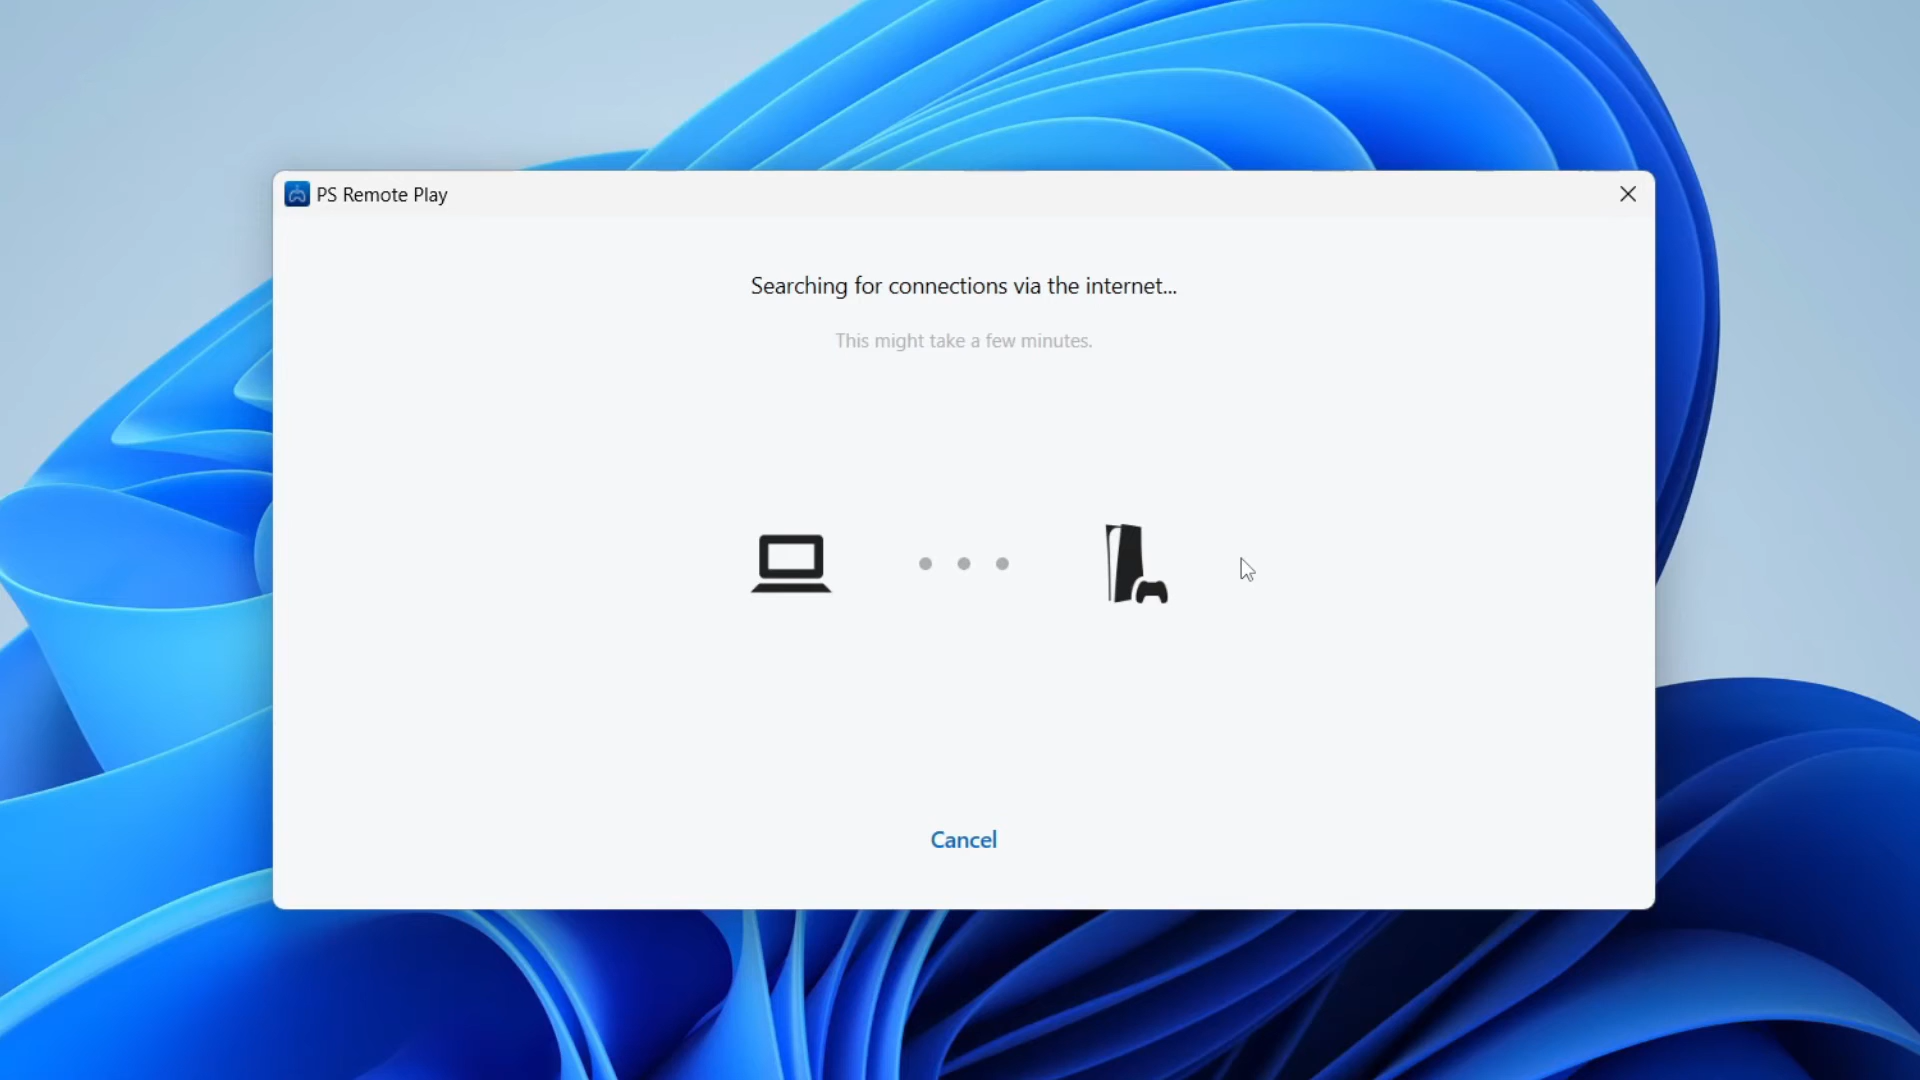 PS Remote Play
Searching for connections via the internet...
This might take a few minutes.
Cancel